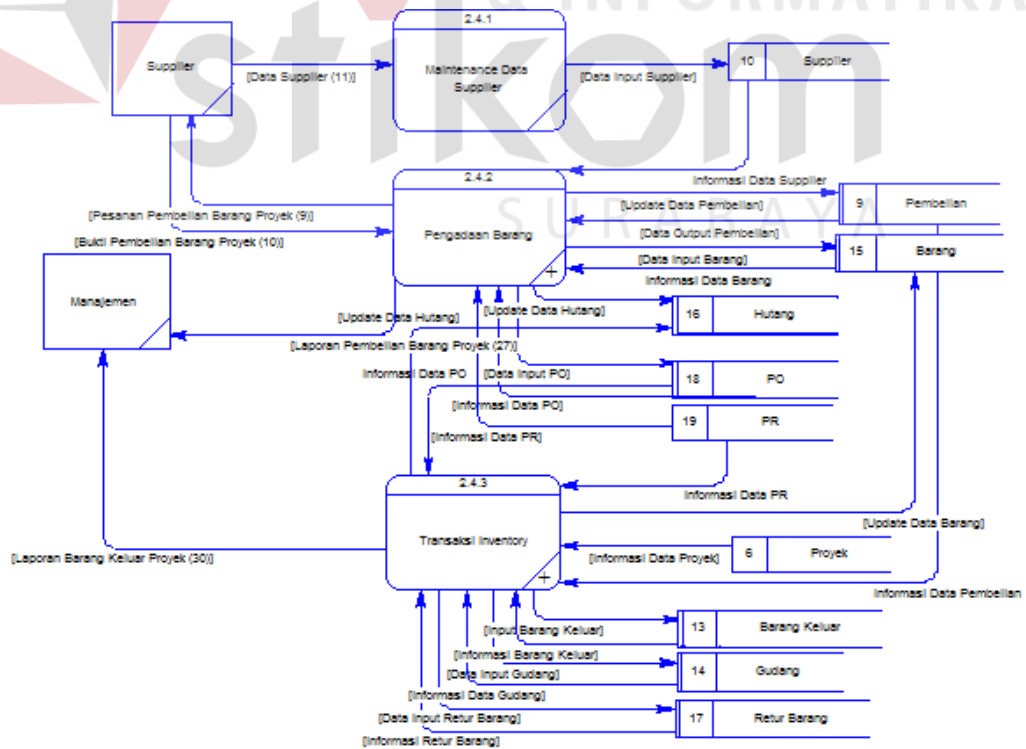 & INFORMATIKA
stikom
SURABAYA
2.4.1
Supplier
[Data Supplier (11)]
Maintenance Data
Supplier
[Data Input Supplier]
10
Supplier
2.4.2
Informasi Data Supplier
[Pesanan Pembelian Barang Proyek (9)]
[Update Data Pembelian]
9
Pembelian
[Bukti Pembelian Barang Proyek (10)]
Pengadaan Barang
[Data Output Pembelian]
15
Barang
[Data Input Barang]
+
Informasi Data Barang
Manajemen
[Update Data Hutang]
[Update Data Hutang]
16
Hutang
[Laporan Pembelian Barang Proyek (27)]
Informasi Data PO
[Data Input PO]
18
PO
[Informasi Data PO]
19
PR
[Informasi Data PR]
2.4.3
Informasi Data PR
[Update Data Barang]
Transaksi Inventory
[Laporan Barang Keluar Proyek (30)]
[Informasi Data Proyek]
6
Proyek
+
Informasi Data Pembelian
[Input Barang Keluar]
13
Barang Keluar
[Informasi Barang Keluar]
[Data Input Gudang]
14
Gudang
[Informasi Data Gudang]
[Data Input Retur Barang]
17
Retur Barang
[Informasi Retur Barang]